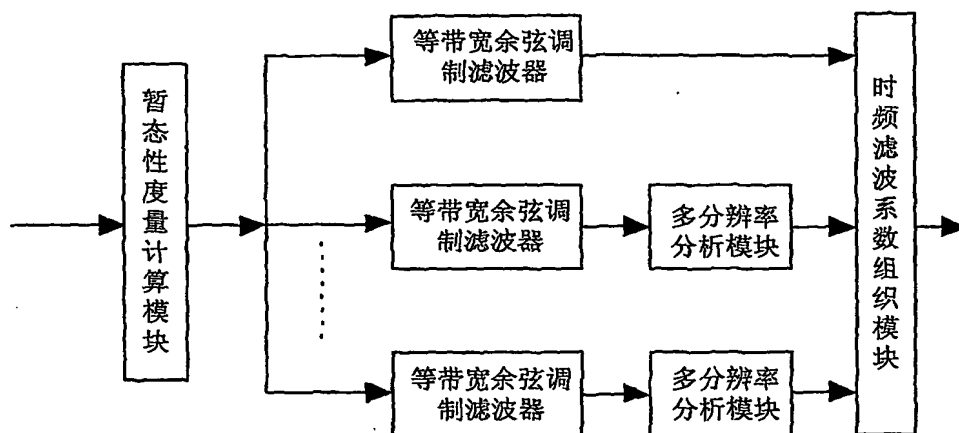 暂态性度量计算模块
等带宽余弦调
制滤波器
等带宽余弦调
制滤波器
多分辨率
分析模块
等带宽余弦调
制滤波器
多分辨率
分析模块
时频滤波系数组织模块